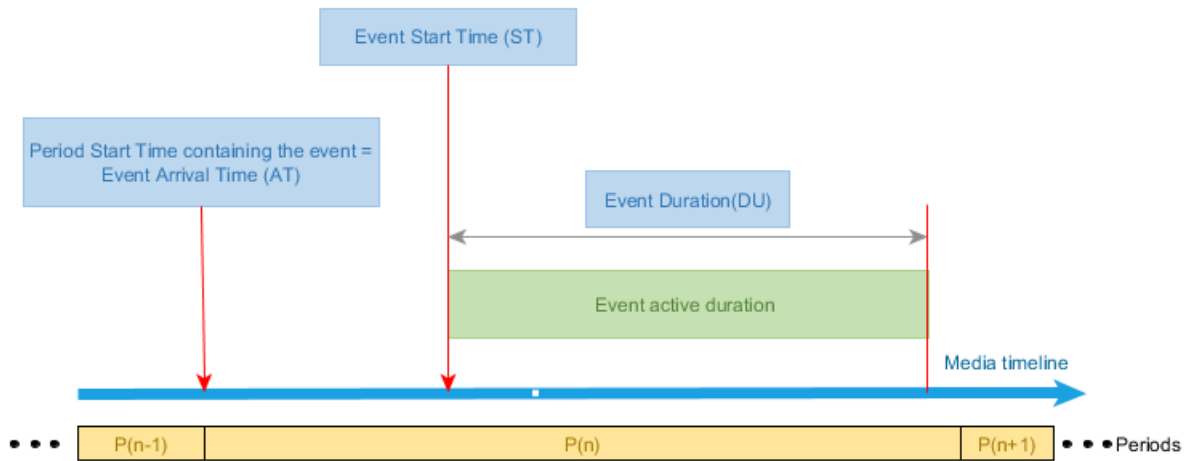 Event Start Time (ST)
Period Start Time containing the event =
Event Arrival Time (AT)
Event Duration(DU)
Event active duration
Media timeline
P(n-1)
P(n)
P(n+1)
Periods